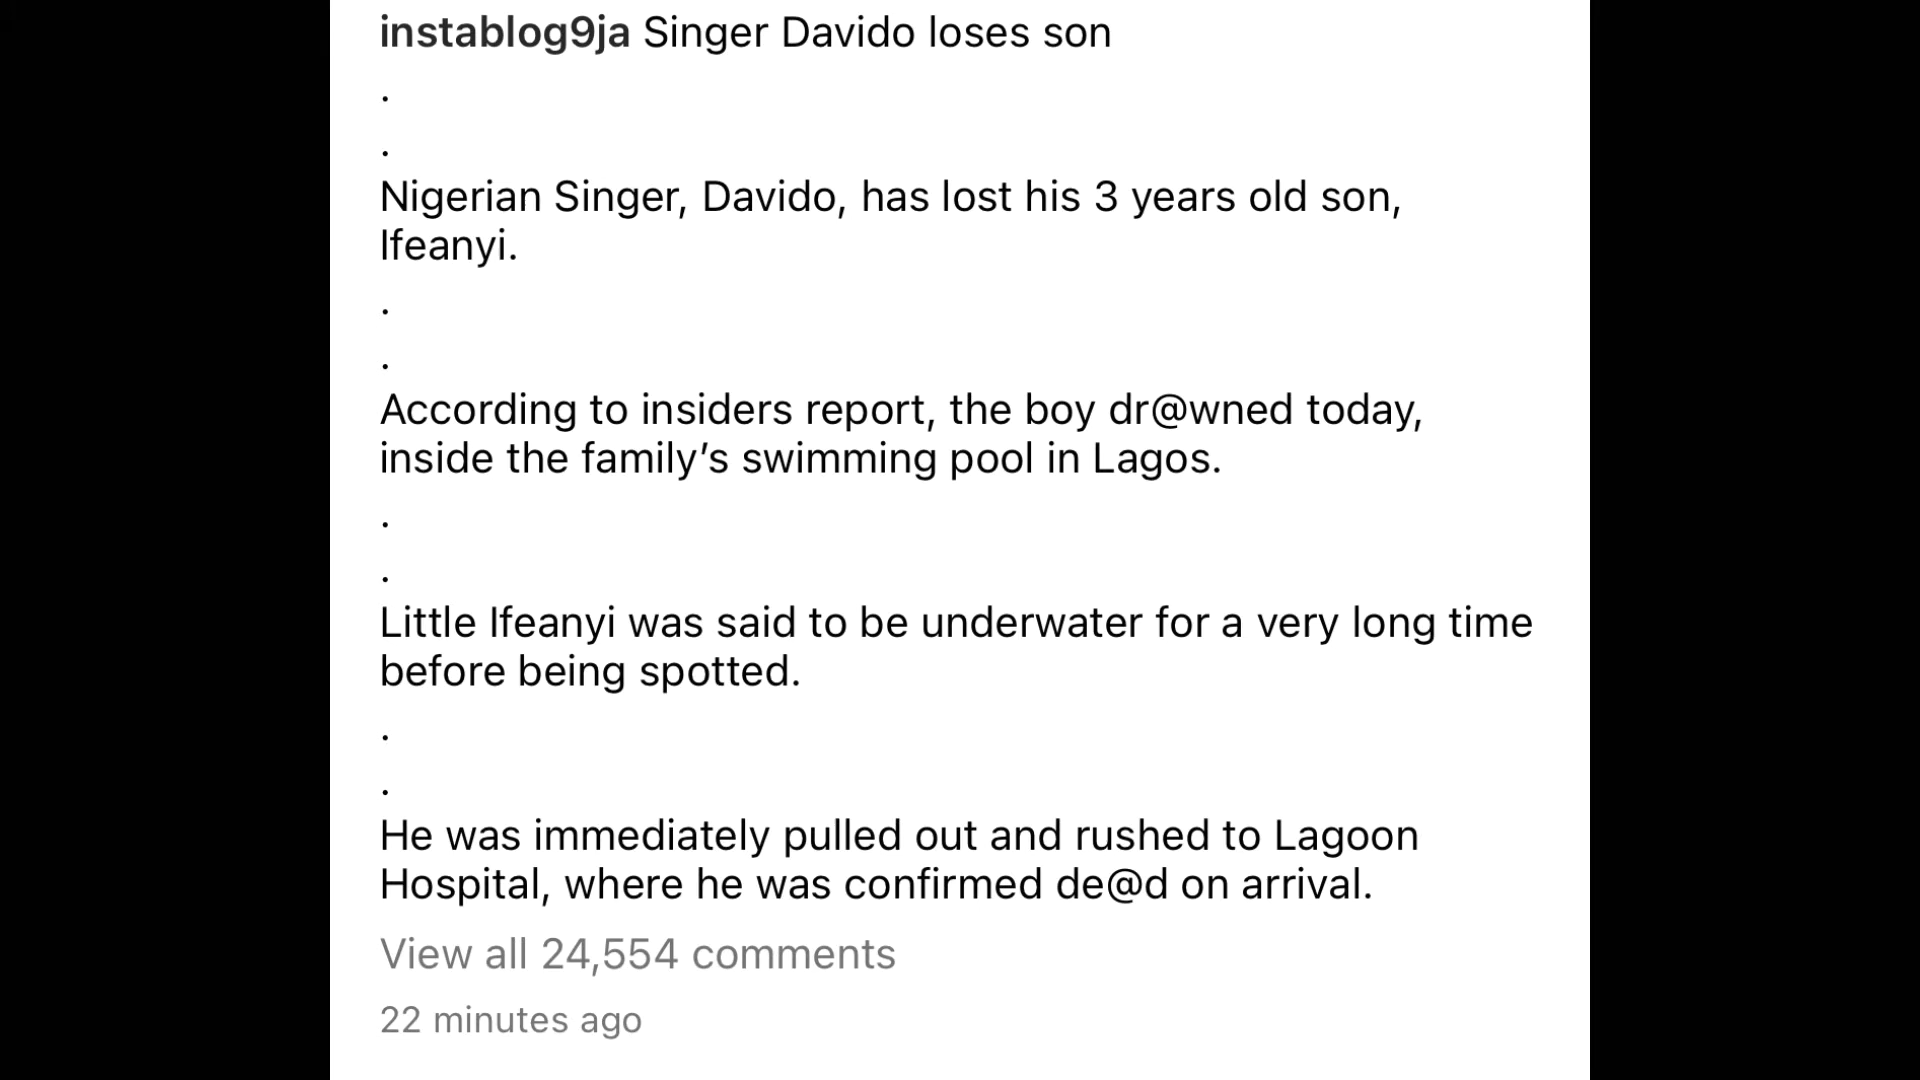 instablog9ja Singer Davido loses son
.
.
Nigerian Singer, Davido, has lost his 3 years old son,
Ifeanyi.
.
.
According to insiders report, the boy dr@wned today,
inside the family’s swimming pool in Lagos.
.
.
Little Ifeanyi was said to be underwater for a very long time
before being spotted.
.
.
He was immediately pulled out and rushed to Lagoon
Hospital, where he was confirmed de@d on arrival.
View all 24,554 comments
22 minutes ago